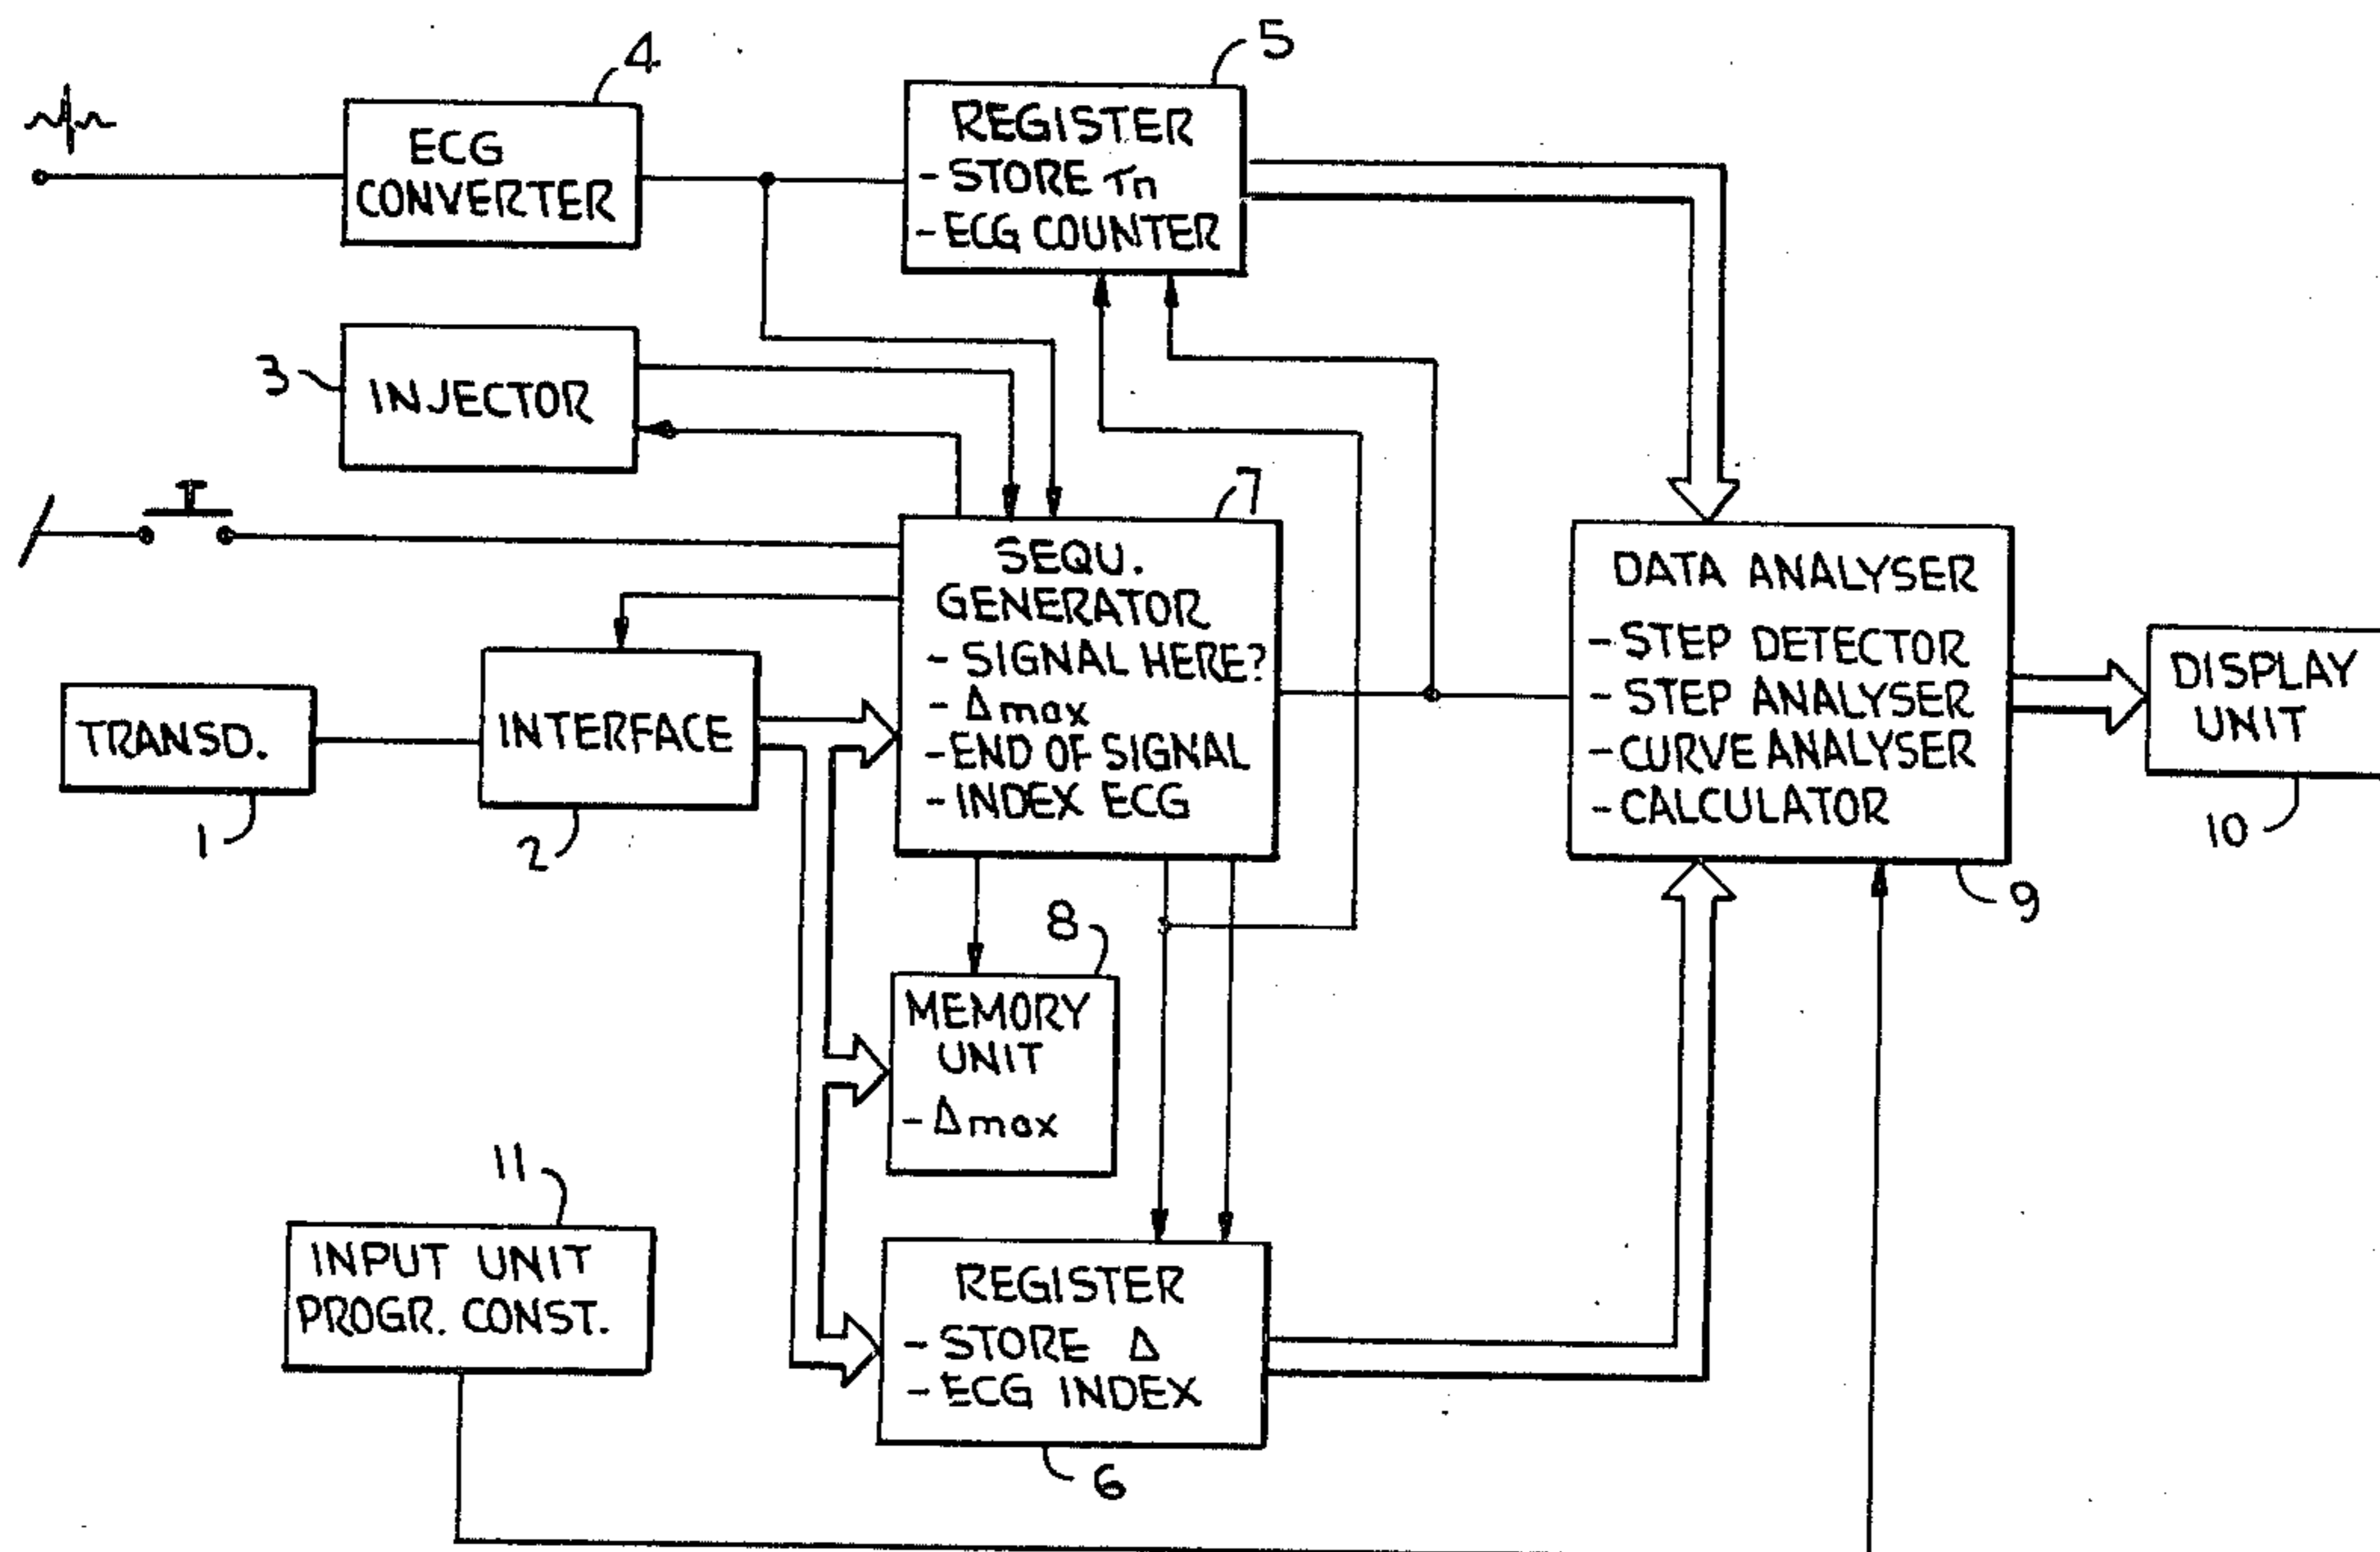 4
ECG
CONVERTER
5
REGISTER
- STORE τn
- ECG COUNTER
3
INJECTOR
7
SEQU.
GENERATOR
- SIGNAL HERE?
- Δmax
- END OF SIGNAL
- INDEX ECG
DATA ANALYSER
- STEP DETECTOR
- STEP ANALYSER
- CURVE ANALYSER
- CALCULATOR
9
DISPLAY
UNIT
10
TRANSD.
1
INTERFACE
2
8
MEMORY
UNIT
- Δmax
11
INPUT UNIT
PROGR. CONST.
REGISTER
- STORE Δ
- ECG INDEX
6